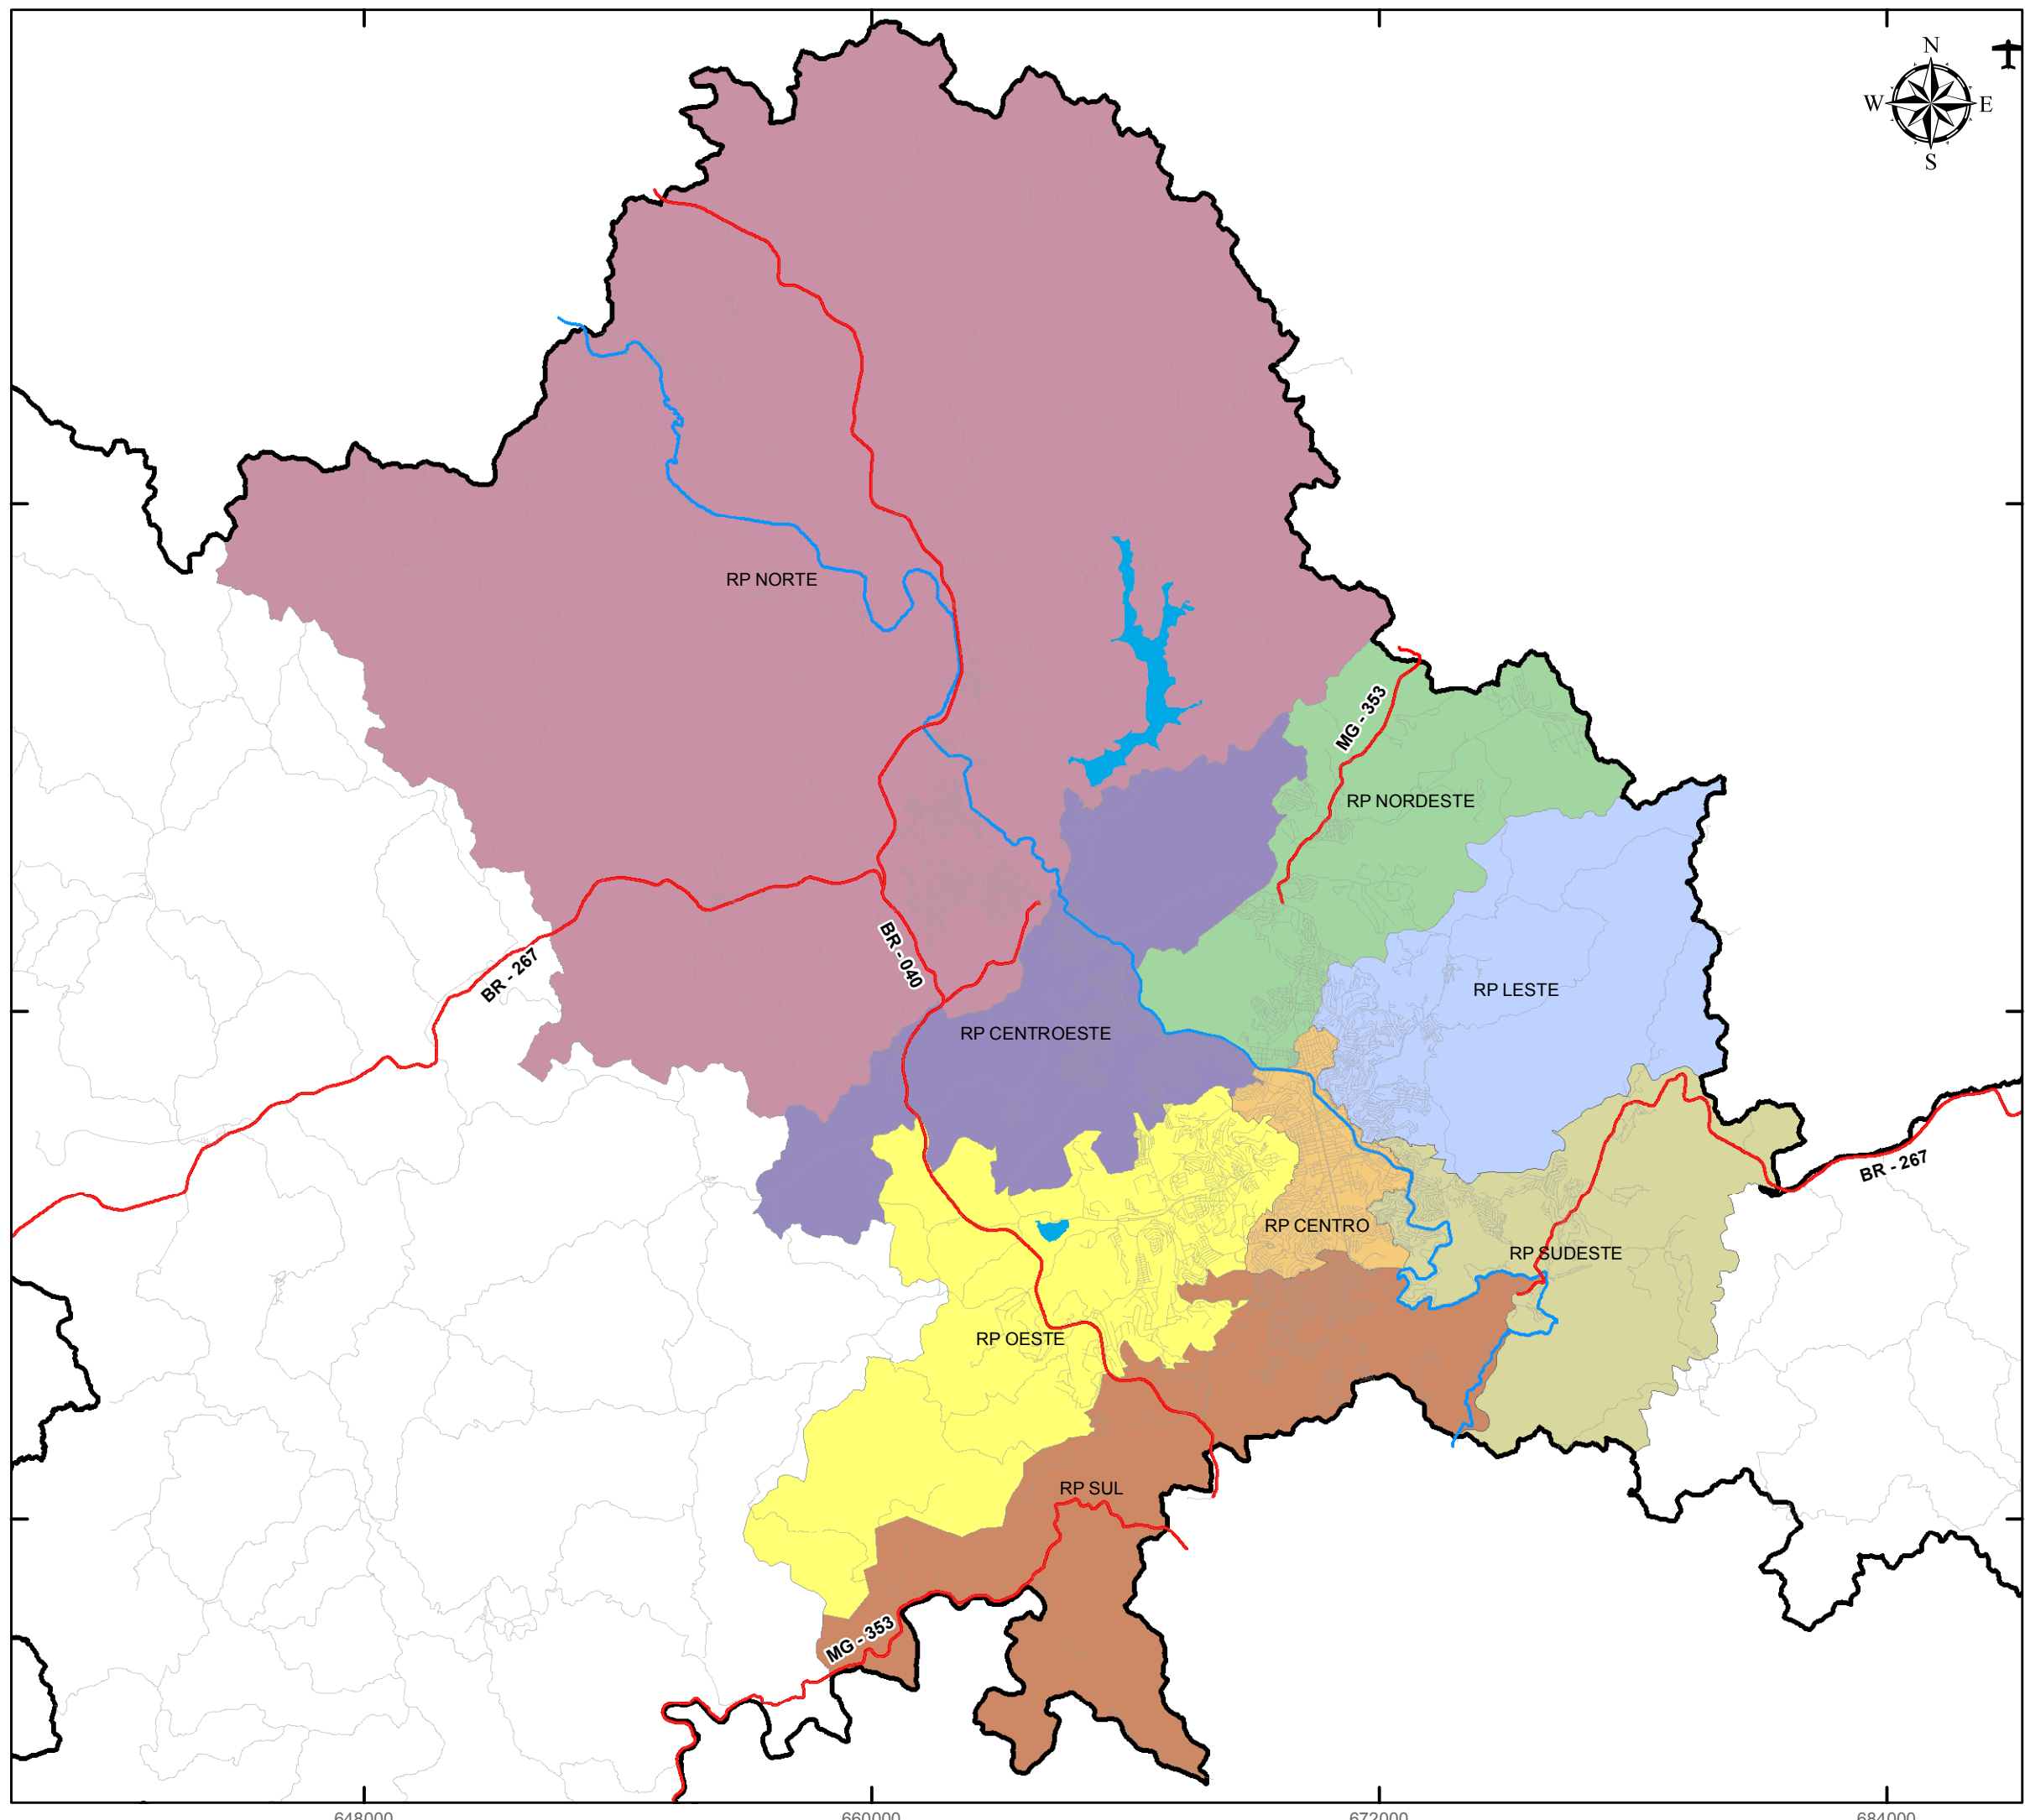 N
W E
S
RP NORTE
MG - 353
RP NORDESTE
BR - 040
BR - 267
RP LESTE
RP CENTROESTE
BR - 267
RP CENTRO
RP SUDESTE
RP OESTE
RP SUL
MG - 353
648000 660000 672000 684000